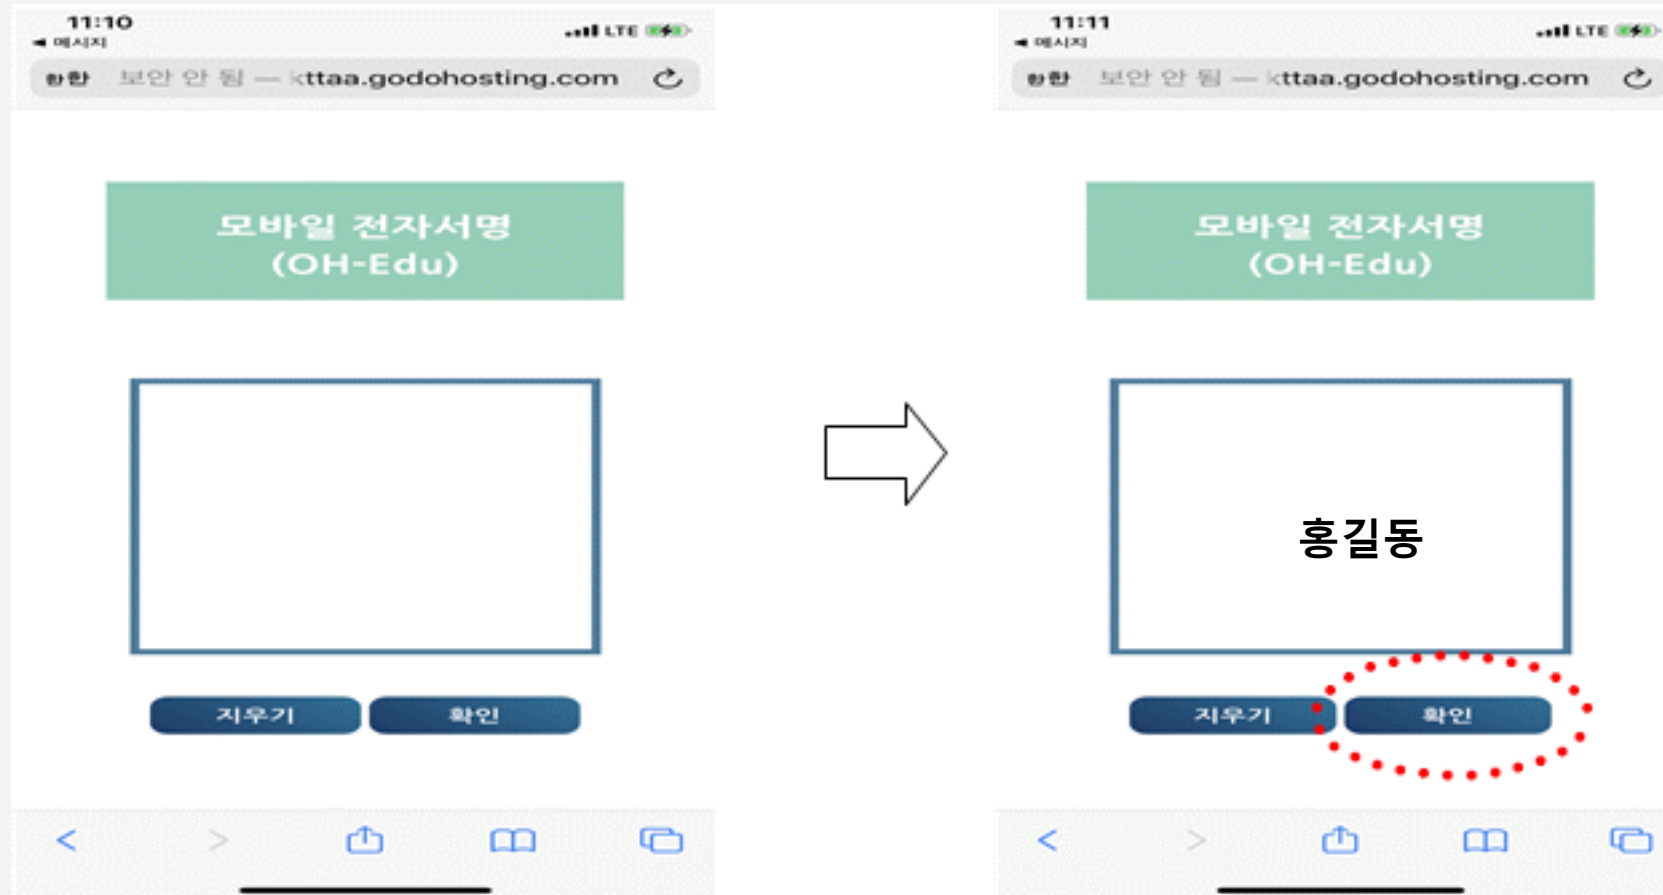 11:10
◀ 메시지
LTE
보안 안 됨 — kttaa.godohosting.com
모바일 전자서명
(OH-Edu)
지우기
확인
11:11
◀ 메시지
LTE
보안 안 됨 — kttaa.godohosting.com
모바일 전자서명
(OH-Edu)
홍길동
지우기
확인